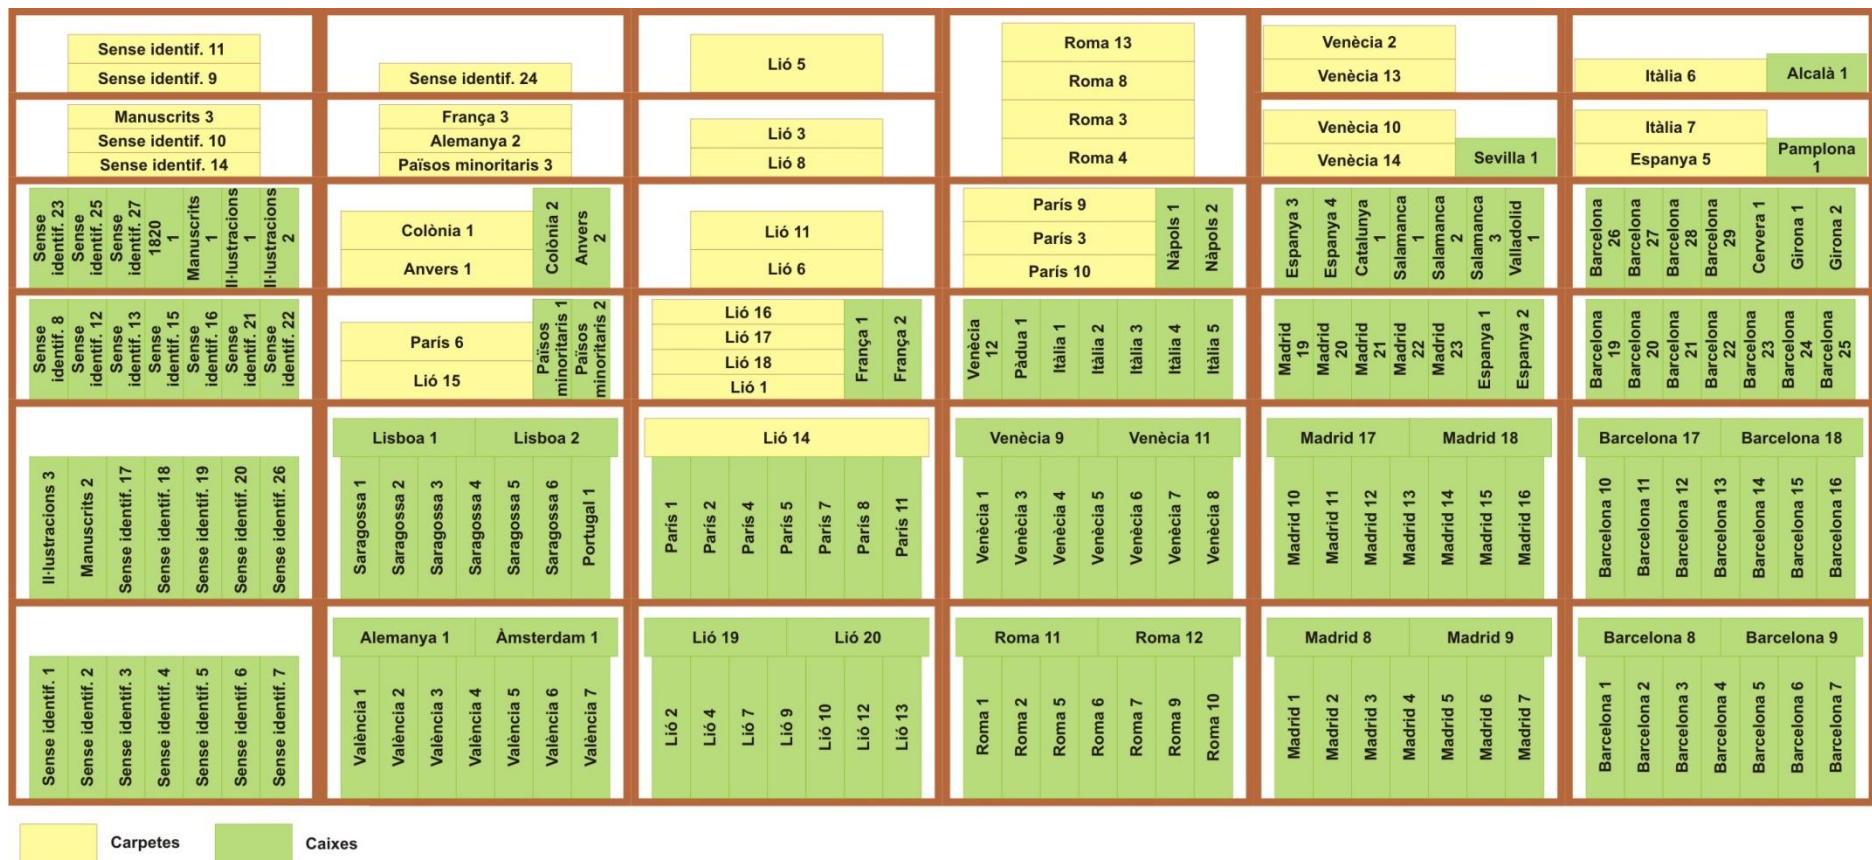 Sense identif. 11
Sense identif. 9
Sense identif. 24
Lió 5
Roma 13
Roma 8
Roma 3
Roma 4
Venècia 2
Venècia 13
Itàlia 6
Alcalà 1
Manuscrits 3
Sense identif. 10
Sense identif. 14
França 3
Alemanya 2
Països minoritaris 3
Lió 3
Lió 8
Venècia 10
Venècia 14
Sevilla 1
Itàlia 7
Espanya 5
Pamplona
1
Sense
identif. 23
Sense
identif. 25
Sense
identif. 27
1820
1
Manuscrits
1
Il·lustracions
1
Il·lustracions
2
Colònia 1
Anvers 1
Colònia 2
Anvers
2
Lió 11
Lió 6
París 9
París 3
París 10
Nàpols 1
Nàpols 2
Espanya 3
Espanya 4
Catalunya
1
Salamanca
1
Salamanca
2
Salamanca
3
Valladolid
1
Barcelona
26
Barcelona
27
Barcelona
28
Barcelona
29
Cervera 1
Girona 1
Girona 2
Sense
identif. 8
Sense
identif. 12
Sense
identif. 13
Sense
identif. 15
Sense
identif. 16
Sense
identif. 21
Sense
identif. 22
París 6
Lió 15
Països
minoritaris 1
Països
minoritaris 2
Lió 16
Lió 17
Lió 18
Lió 1
França 1
França 2
Venècia
12
Pàdua 1
Itàlia 1
Itàlia 2
Itàlia 3
Itàlia 4
Itàlia 5
Madrid
19
Madrid
20
Madrid
21
Madrid
22
Madrid
23
Espanya 1
Espanya 2
Barcelona
19
Barcelona
20
Barcelona
21
Barcelona
22
Barcelona
23
Barcelona
24
Barcelona
25
Il·lustracions 3
Manuscrits 2
Sense identif. 17
Sense identif. 18
Sense identif. 19
Sense identif. 20
Sense identif. 26
Lisboa 1
Lisboa 2
Saragossa 1
Saragossa 2
Saragossa 3
Saragossa 4
Saragossa 5
Saragossa 6
Portugal 1
Lió 14
París 1
París 2
París 4
París 5
París 7
París 8
París 11
Venècia 9
Venècia 11
Venècia 1
Venècia 3
Venècia 4
Venècia 5
Venècia 6
Venècia 7
Venècia 8
Madrid 17
Madrid 18
Madrid 10
Madrid 11
Madrid 12
Madrid 13
Madrid 14
Madrid 15
Madrid 16
Barcelona 17
Barcelona 18
Barcelona 10
Barcelona 11
Barcelona 12
Barcelona 13
Barcelona 14
Barcelona 15
Barcelona 16
Sense identif. 1
Sense identif. 2
Sense identif. 3
Sense identif. 4
Sense identif. 5
Sense identif. 6
Sense identif. 7
Alemanya 1
Àmsterdam 1
València 1
València 2
València 3
València 4
València 5
València 6
València 7
Lió 19
Lió 20
Lió 2
Lió 4
Lió 7
Lió 9
Lió 10
Lió 12
Lió 13
Roma 11
Roma 12
Roma 1
Roma 2
Roma 5
Roma 6
Roma 7
Roma 9
Roma 10
Madrid 8
Madrid 9
Madrid 1
Madrid 2
Madrid 3
Madrid 4
Madrid 5
Madrid 6
Madrid 7
Barcelona 8
Barcelona 9
Barcelona 1
Barcelona 2
Barcelona 3
Barcelona 4
Barcelona 5
Barcelona 6
Barcelona 7
Carpetes
Caixes